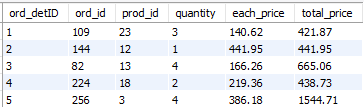 ord_detID ord_id prod_id quantity each_price total_price
1 109 23 3 140.62 421.87
2 144 12 1 441.95 441.95
3 82 13 4 166.26 665.06
4 224 18 2 219.36 438.73
5 256 3 4 386.18 1544.71